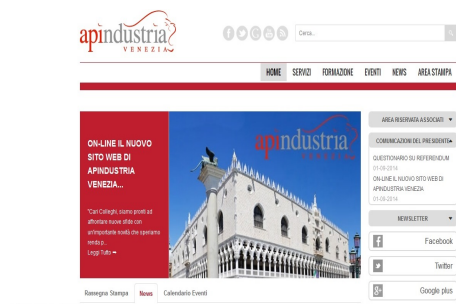 apindustria
VENEZIA
Cerca...
HOME SERVIZI FORMAZIONE EVENTI NEWS AREA STAMPA
ON-LINE IL NUOVO
SITO WEB DI
APINDUSTRIA
VENEZIA...
"Cari Colleghi, siamo pronti ad
affrontare nuove sfide con
un'importante novità che speriamo
renda p...
Leggi Tutto
apindustria
VENEZIA
AREA RISERVATA ASSOCIATI
COMUNICAZIONI DEL PRESIDENTE
QUESTIONARIO SU REFERENDUM
01-09-2014
ON-LINE IL NUOVO SITO WEB DI
APINDUSTRIA VENEZIA
01-09-2014
NEWSLETTER
Facebook
Twitter
Google plus
Rassegna Stampa News Calendario Eventi